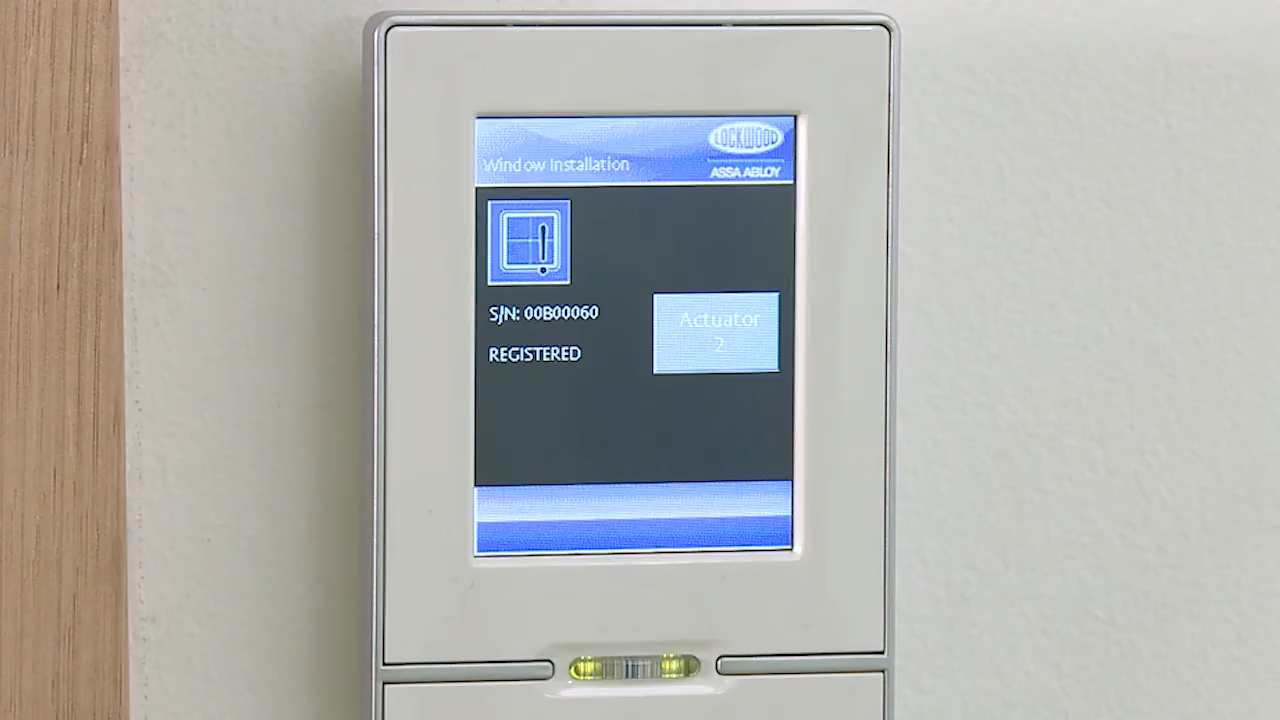 LOCKWOOD
Window Installation
ASSA ABLOY
S/N: 00B00060
Actuator
2
REGISTERED